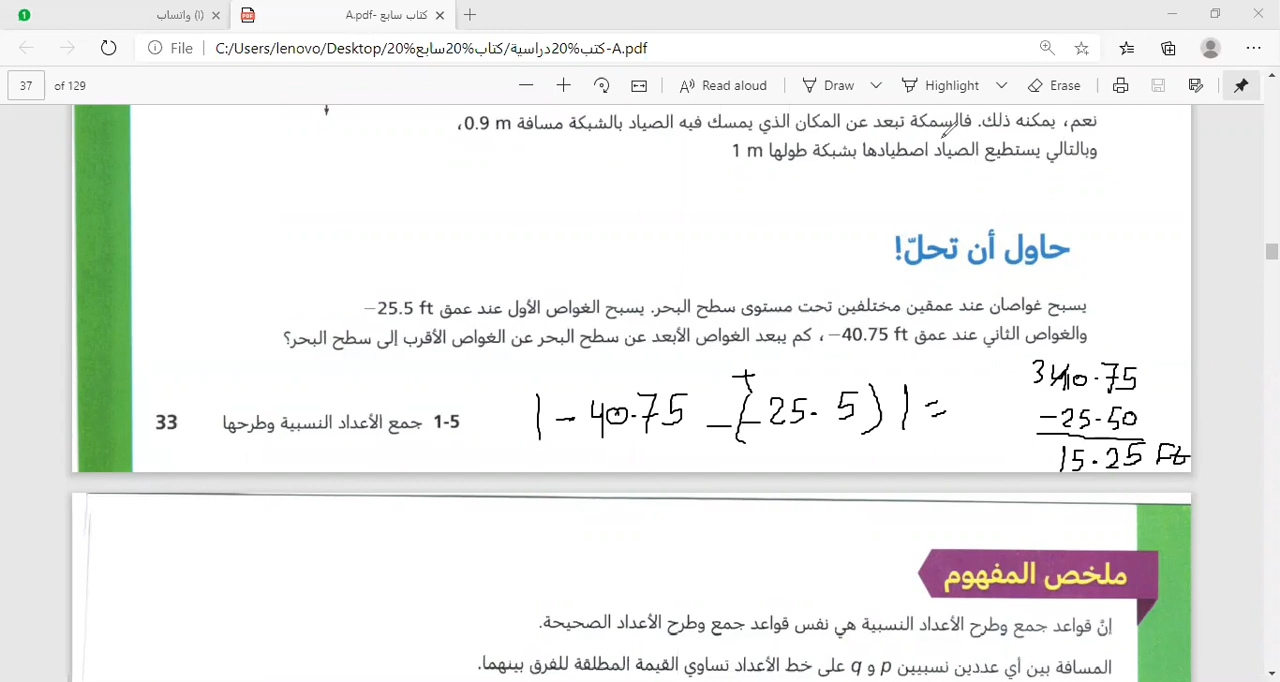 (۱) واتساب
كتاب سابع -A.pdf
File
C:/Users/lenovo/Desktop/كتب%20دراسية/كتاب%20سابع%20-A.pdf
37 of 129
Read aloud
Draw
Highlight
Erase
نعم، يمكنه ذلك. فالسمكة تبعد عن المكان الذي يمسك فيه الصياد بالشبكة مسافة 0.9 m،
وبالتالي يستطيع الصياد اصطيادها بشبكة طولها 1 m
حاول أن تحلّ!
يسبح غواصان عند عمقين مختلفين تحت مستوى سطح البحر. يسبح الغواص الأول عند عمق −25.5 ft
والغواص الثاني عند عمق −40.75 ft، كم يبعد الغواص الأبعد عن سطح البحر عن الغواص الأقرب إلى سطح البحر؟
40.75
−25.50
15.25 Ft
+
|−40.75 −(−25.5)| =
1-5 جمع الأعداد النسبية وطرحها 33
ملخص المفهوم
إنّ قواعد جمع وطرح الأعداد النسبية هي نفس قواعد جمع وطرح الأعداد الصحيحة.
المسافة بين أي عددين نسبيين p و q على خط الأعداد تساوي القيمة المطلقة للفرق بينهما.